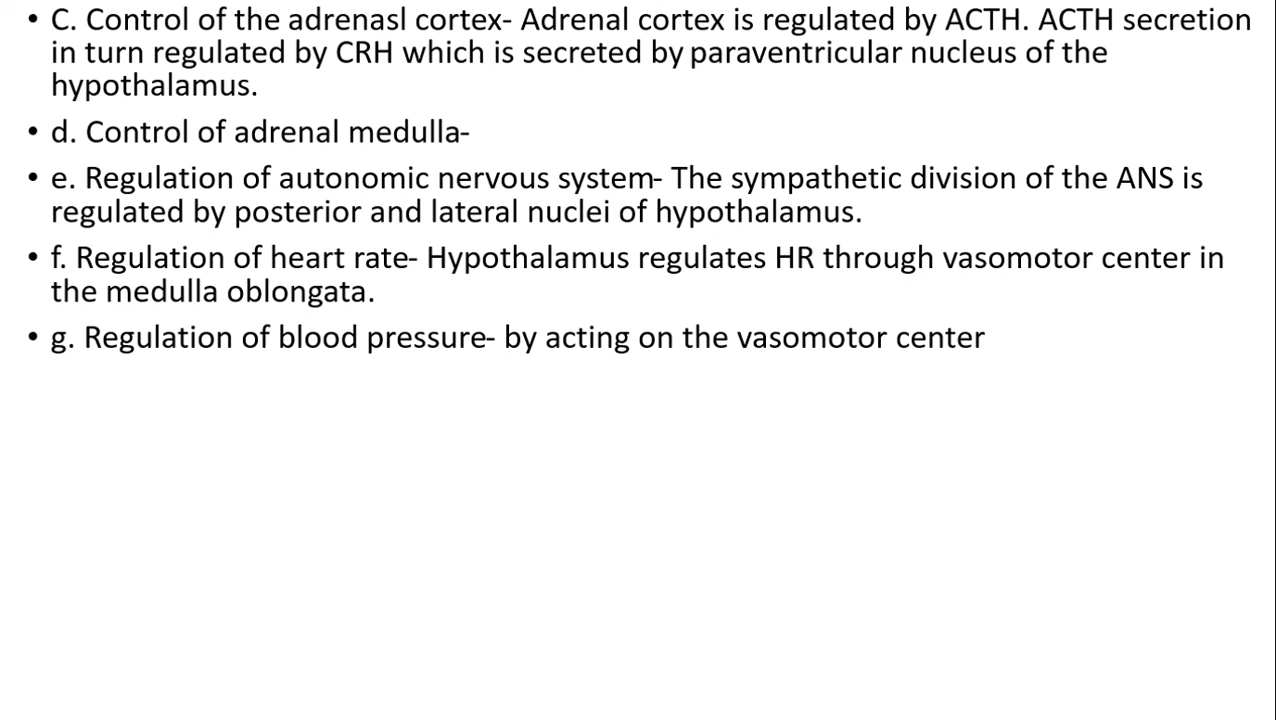 • C. Control of the adrenasl cortex- Adrenal cortex is regulated by ACTH. ACTH secretion
in turn regulated by CRH which is secreted by paraventricular nucleus of the
hypothalamus.
• d. Control of adrenal medulla-
• e. Regulation of autonomic nervous system- The sympathetic division of the ANS is
regulated by posterior and lateral nuclei of hypothalamus.
• f. Regulation of heart rate- Hypothalamus regulates HR through vasomotor center in
the medulla oblongata.
• g. Regulation of blood pressure- by acting on the vasomotor center